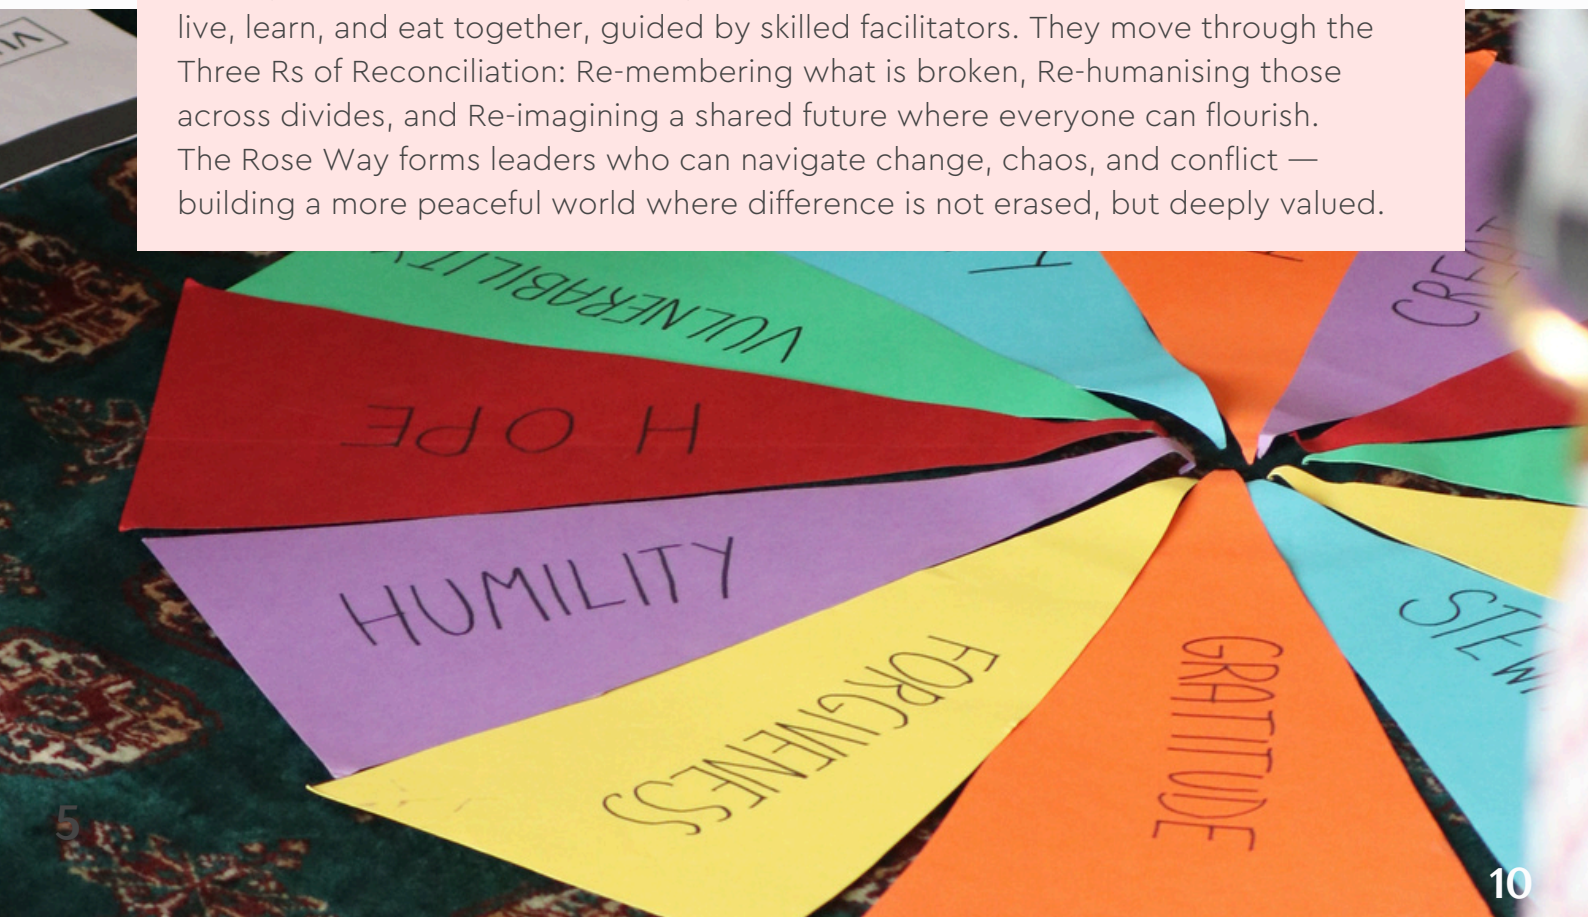 live, learn, and eat together, guided by skilled facilitators. They move through the
Three Rs of Reconciliation: Re-membering what is broken, Re-humanising those
across divides, and Re-imagining a shared future where everyone can flourish.
The Rose Way forms leaders who can navigate change, chaos, and conflict —
building a more peaceful world where difference is not erased, but deeply valued.
VULNERABILITY
CREAT
HOPE
HUMILITY
FORGIVENESS
GRATITUDE
STEW
5
10